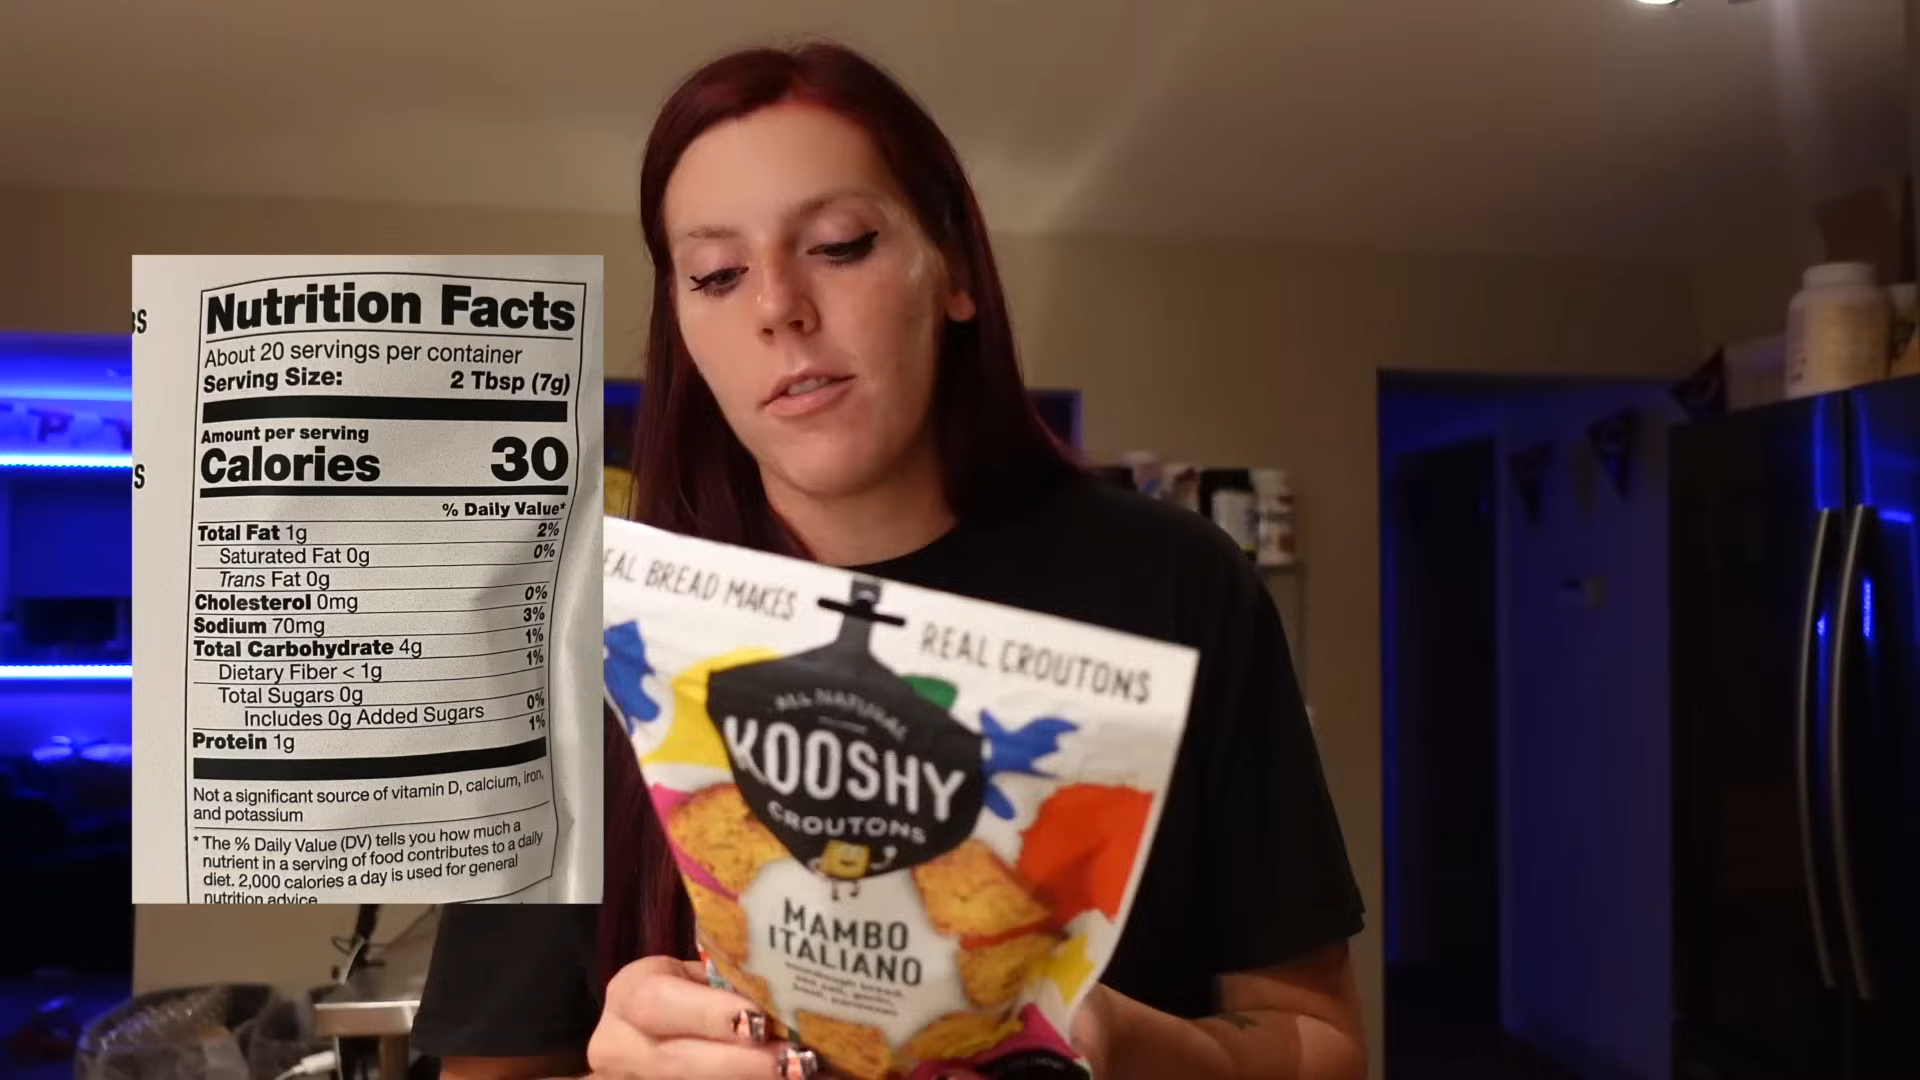 Nutrition Facts
About 20 servings per container
Serving Size: 2 Tbsp (7g)
Amount per serving
Calories 30
% Daily Value*
Total Fat 1g 2%
Saturated Fat 0g 0%
Trans Fat 0g
Cholesterol 0mg 0%
Sodium 70mg 3%
Total Carbohydrate 4g 1%
Dietary Fiber < 1g 1%
Total Sugars 0g
Includes 0g Added Sugars 0%
Protein 1g 1%
Not a significant source of vitamin D, calcium, iron,
and potassium
* The % Daily Value (DV) tells you how much a
nutrient in a serving of food contributes to a daily
diet. 2,000 calories a day is used for general
nutrition advice
EAL BREAD MAKES
REAL CROUTONS
ALL NATURAL
KOOSHY
CROUTONS
MAMBO
ITALIANO